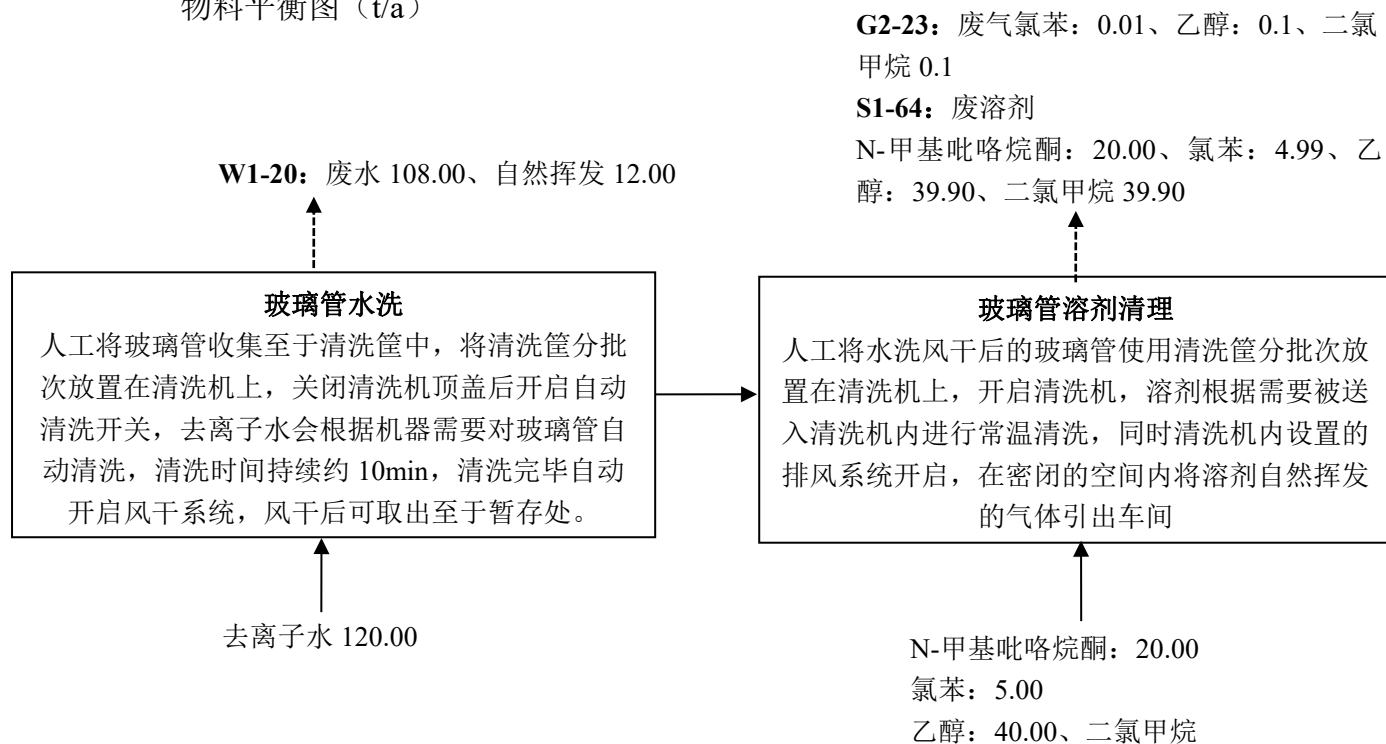 物料平衡图（t/a）
G2-23：废气氯苯：0.01、乙醇：0.1、二氯
甲烷 0.1
S1-64：废溶剂
N-甲基吡咯烷酮：20.00、氯苯：4.99、乙
醇：39.90、二氯甲烷 39.90
W1-20：废水 108.00、自然挥发 12.00
玻璃管水洗
人工将玻璃管收集至于清洗筐中，将清洗筐分批
次放置在清洗机上，关闭清洗机顶盖后开启自动
清洗开关，去离子水会根据机器需要对玻璃管自
动清洗，清洗时间持续约 10min，清洗完毕自动
开启风干系统，风干后可取出至于暂存处。
玻璃管溶剂清理
人工将水洗风干后的玻璃管使用清洗筐分批次放
置在清洗机上，开启清洗机，溶剂根据需要被送
入清洗机内进行常温清洗，同时清洗机内设置的
排风系统开启，在密闭的空间内将溶剂自然挥发
的气体引出车间
去离子水 120.00
N-甲基吡咯烷酮：20.00
氯苯：5.00
乙醇：40.00、二氯甲烷